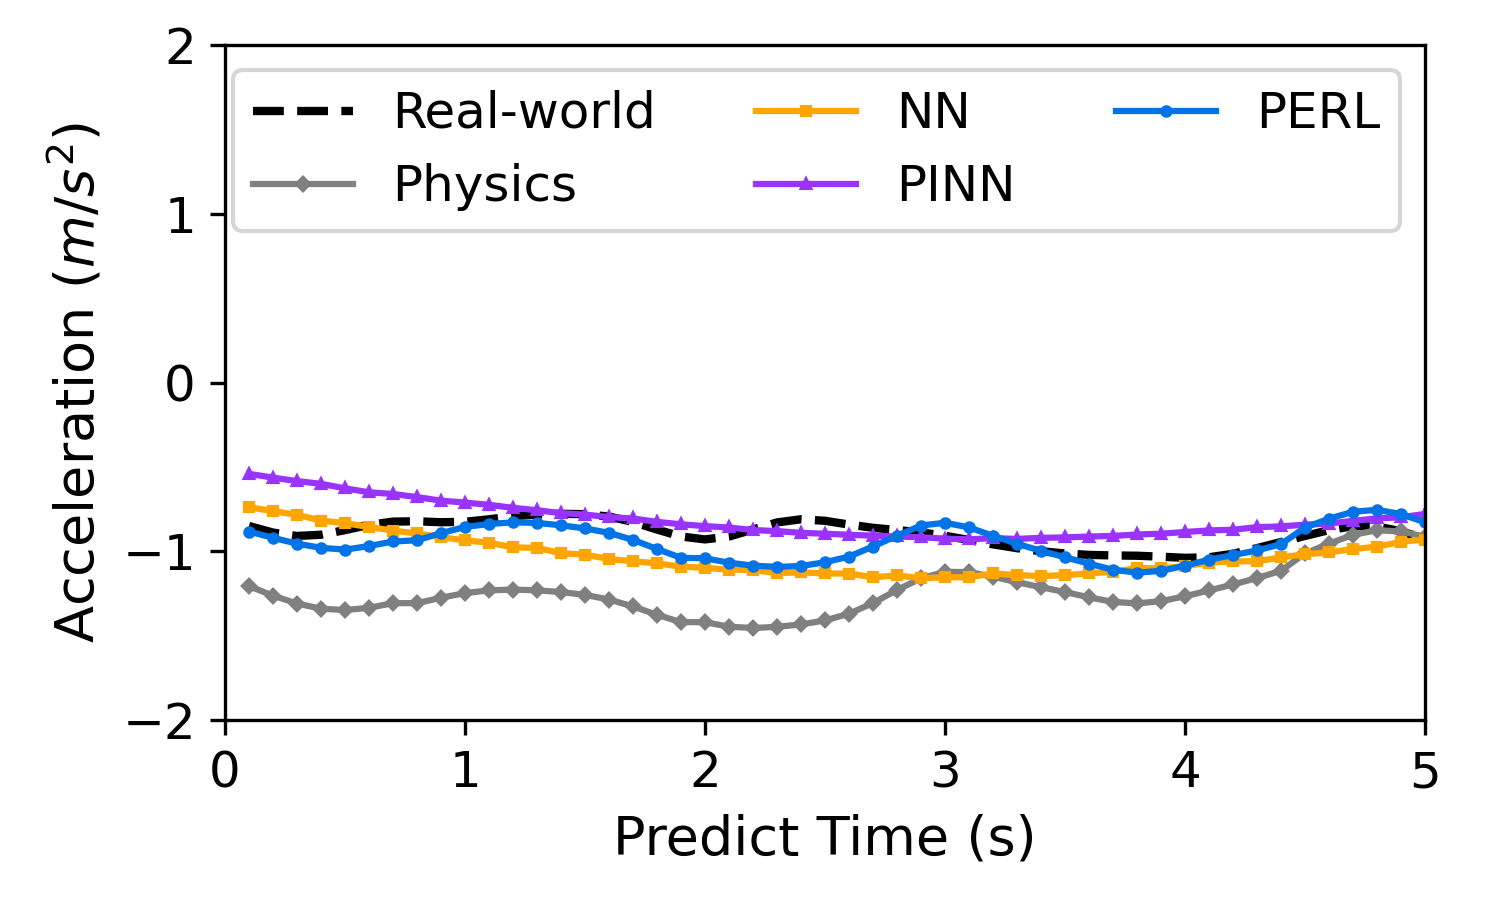 2
1
0
−1
−2
Acceleration (m/s²)
Real-world
Physics
NN
PINN
PERL
0 1 2 3 4 5
Predict Time (s)